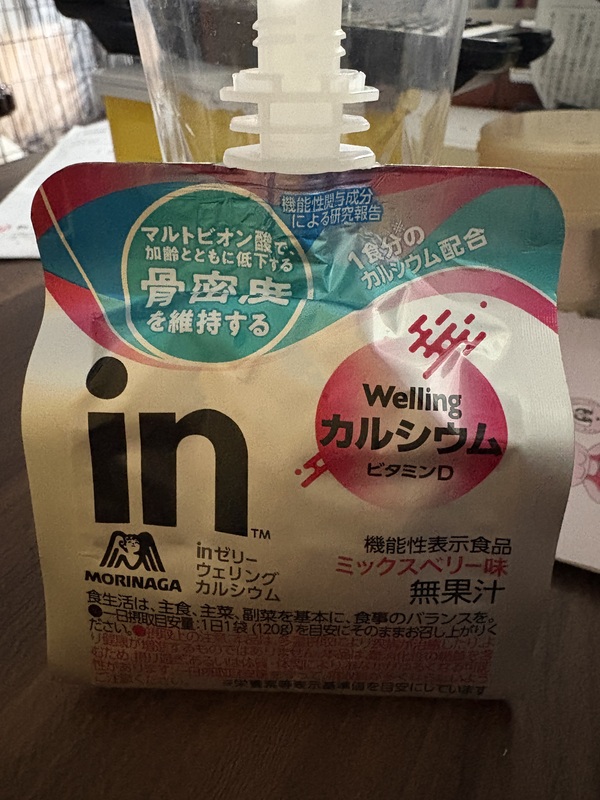 機能性関与成分
による研究報告
マルトビオン酸で、
加齢とともに低下する
骨密度
を維持する
1食分の
カルシウム配合
Welling
カルシウム
ビタミンD
in™
MORINAGA
inゼリー
ウェリング
カルシウム
機能性表示食品
ミックスベリー味
無果汁
食生活は、主食、主菜、副菜を基本に、食事のバランスを。
●一日摂取目安量:1日1袋(120g)を目安にそのままお召し上がりく
ださい。